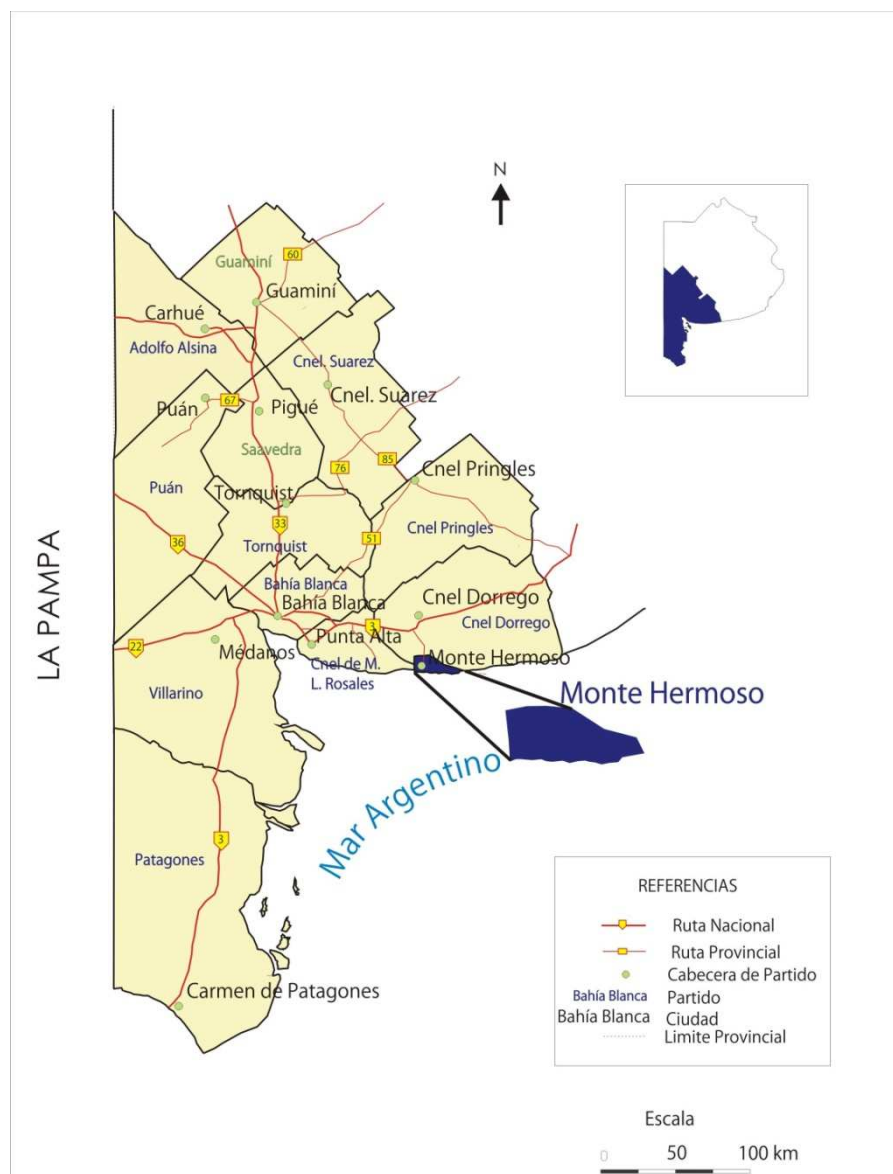 N
Guaminí
60
Guaminí
Carhué
Adolfo Alsina
Cnel. Suarez
Cnel. Suarez
Puán
67
Pigué
Saavedra
85
76
Cnel Pringles
Puán
Tornquist
33
51
Cnel Pringles
36
Tornquist
Bahía Blanca
Bahía Blanca
Cnel Dorrego
Cnel Dorrego
3
Punta Alta
22
Médanos
Cnel de M.
L. Rosales
Monte Hermoso
Villarino
Monte Hermoso
LA PAMPA
Mar Argentino
3
Patagones
Carmen de Patagones
REFERENCIAS
Ruta Nacional
Ruta Provincial
Cabecera de Partido
Bahía Blanca Partido
Bahía Blanca Ciudad
Limite Provincial
Escala
0 50 100 km